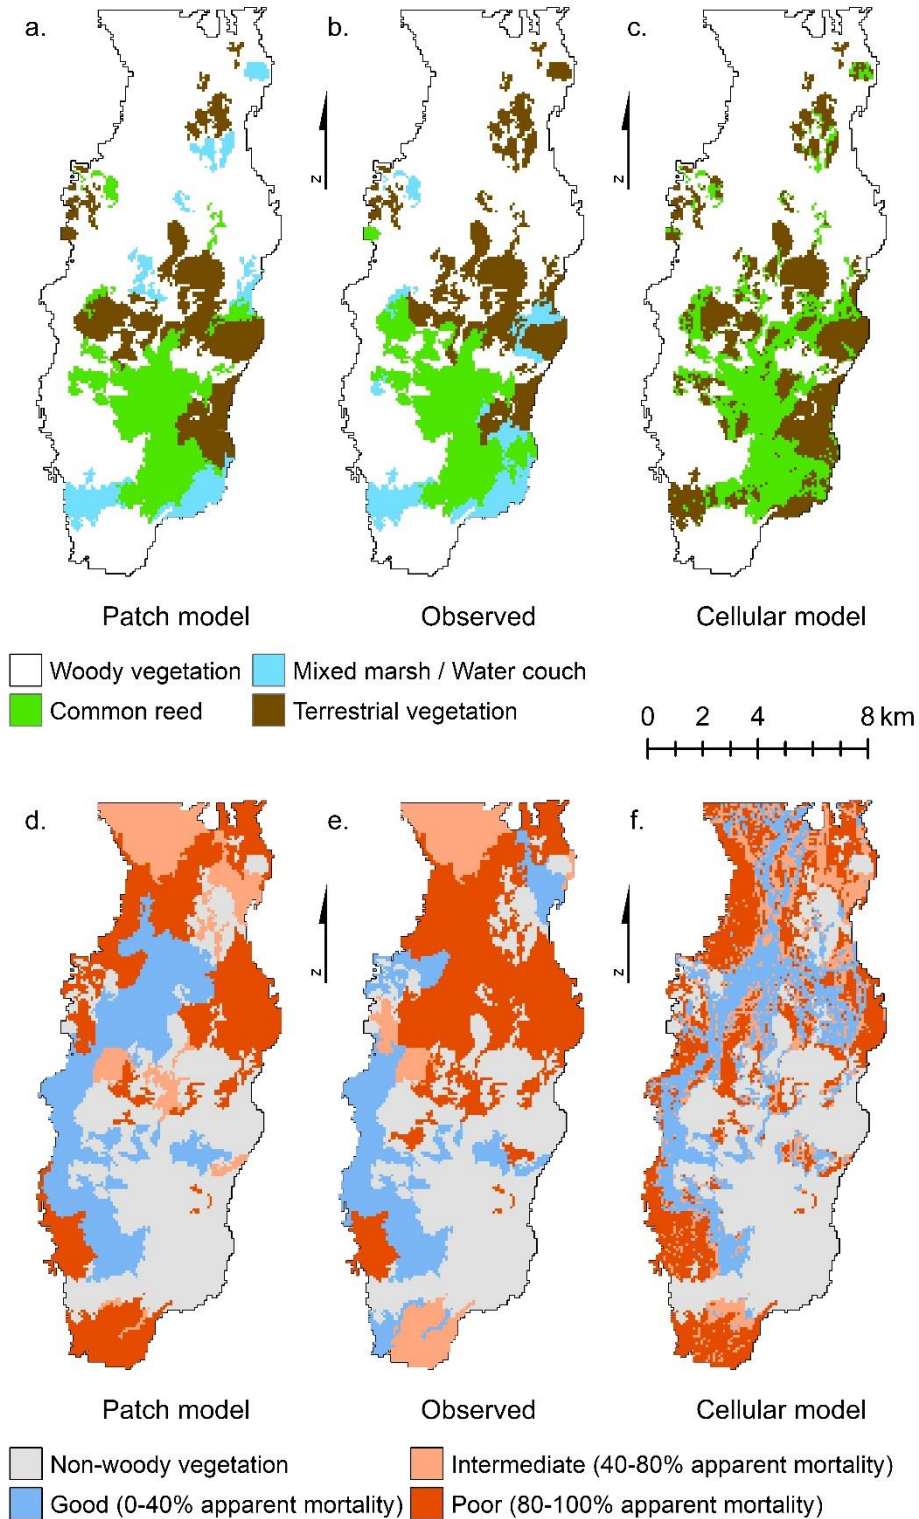 a.
b.
c.
z
z
Patch model
Observed
Cellular model
Woody vegetation
Mixed marsh / Water couch
Common reed
Terrestrial vegetation
0 2 4 8 km
d.
e.
f.
z
z
Patch model
Observed
Cellular model
Non-woody vegetation
Intermediate (40-80% apparent mortality)
Good (0-40% apparent mortality)
Poor (80-100% apparent mortality)